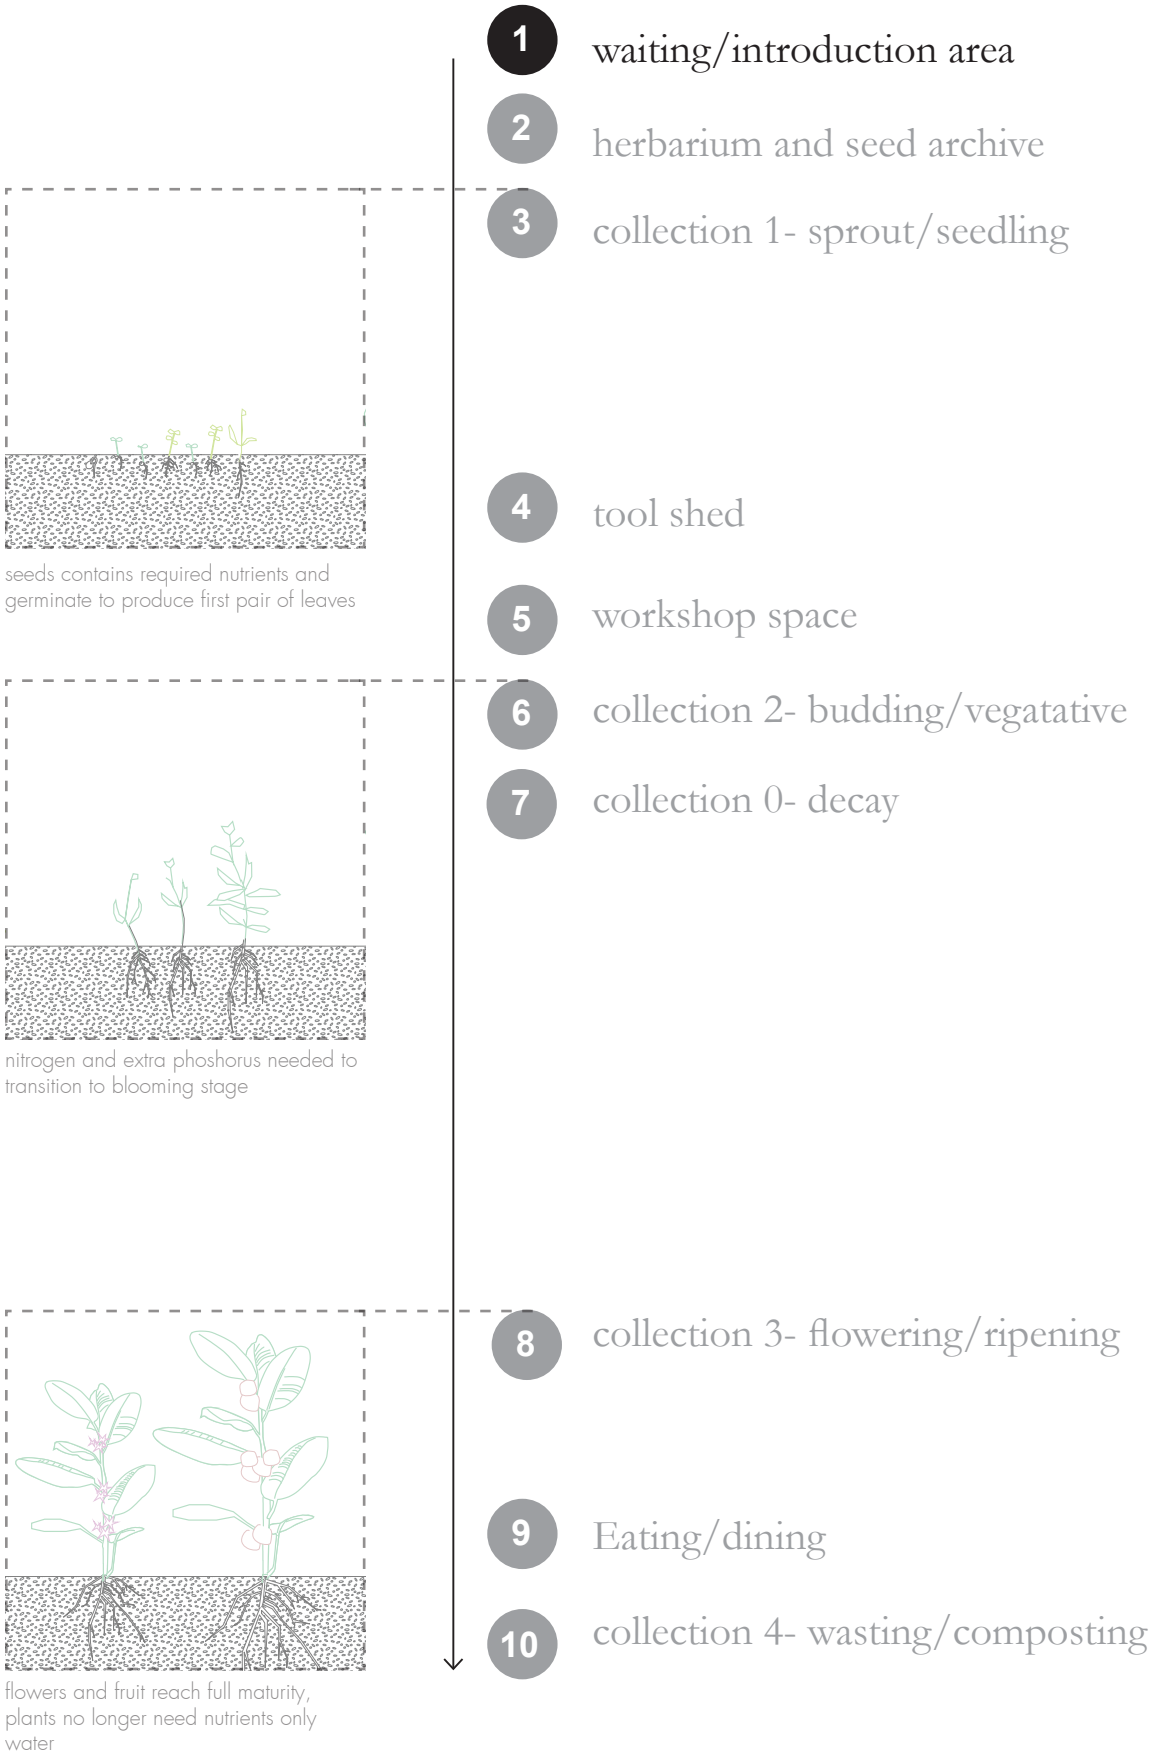 1 waiting/introduction area
2 herbarium and seed archive
3 collection 1- sprout/seedling
seeds contains required nutrients and
germinate to produce first pair of leaves
4 tool shed
5 workshop space
6 collection 2- budding/vegatative
7 collection 0- decay
nitrogen and extra phoshorus needed to
transition to blooming stage
8 collection 3- flowering/ripening
9 Eating/dining
10 collection 4- wasting/composting
flowers and fruit reach full maturity,
plants no longer need nutrients only
water